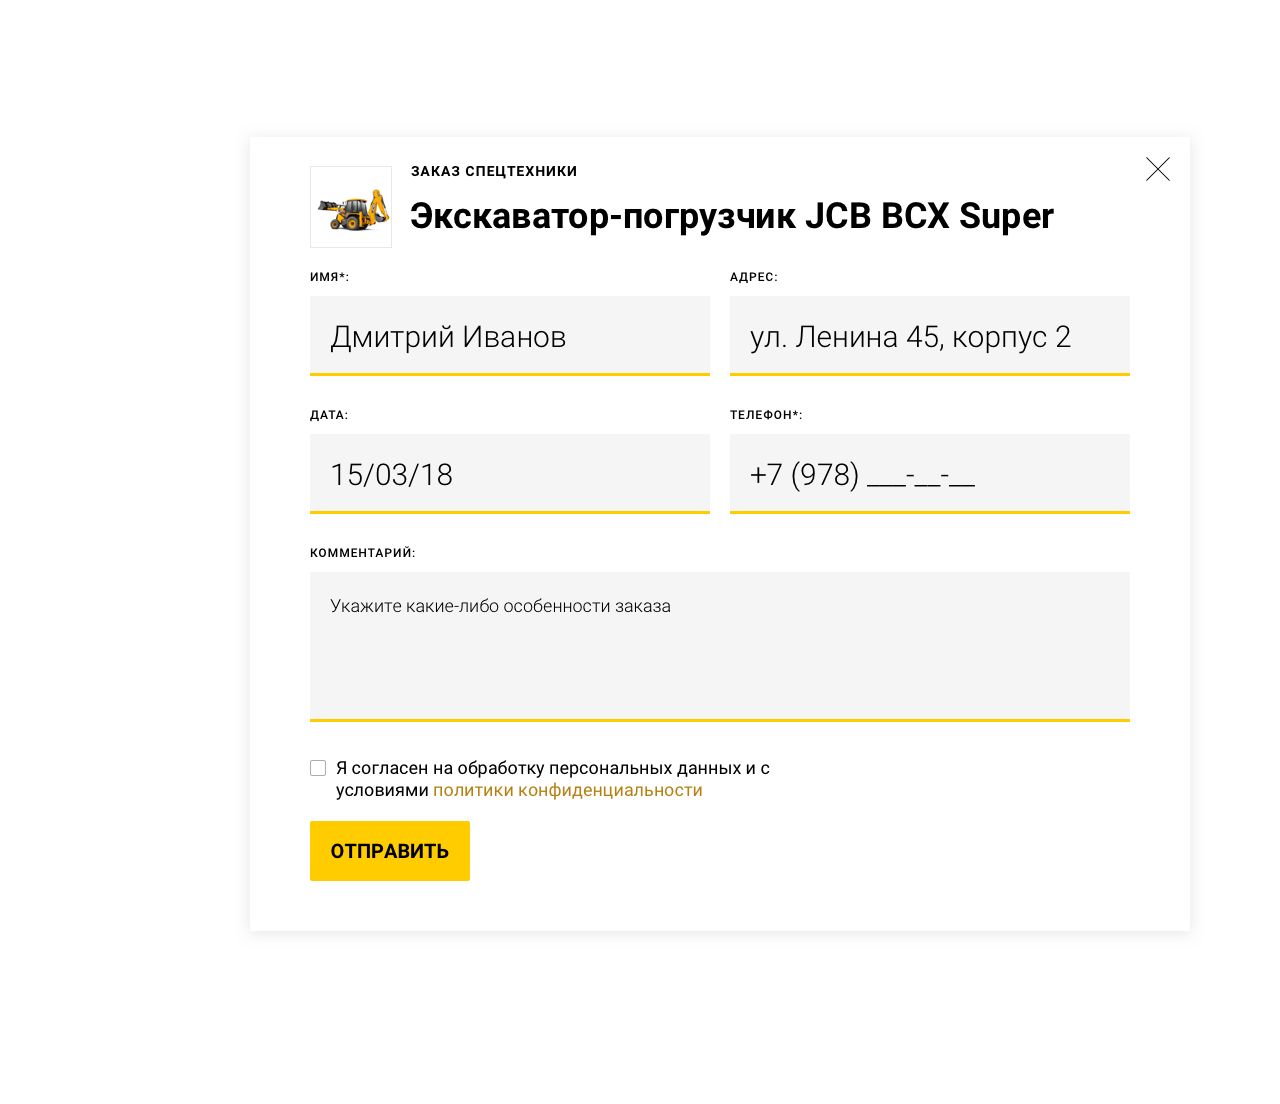 ЗАКАЗ СПЕЦТЕХНИКИ
Экскаватор-погрузчик JCB BCX Super
ИМЯ*:
Дмитрий Иванов
АДРЕС:
ул. Ленина 45, корпус 2
ДАТА:
15/03/18
ТЕЛЕФОН*:
+7 (978) ___-__-__
КОММЕНТАРИЙ:
Укажите какие-либо особенности заказа
Я согласен на обработку персональных данных и с
условиями политики конфиденциальности
ОТПРАВИТЬ